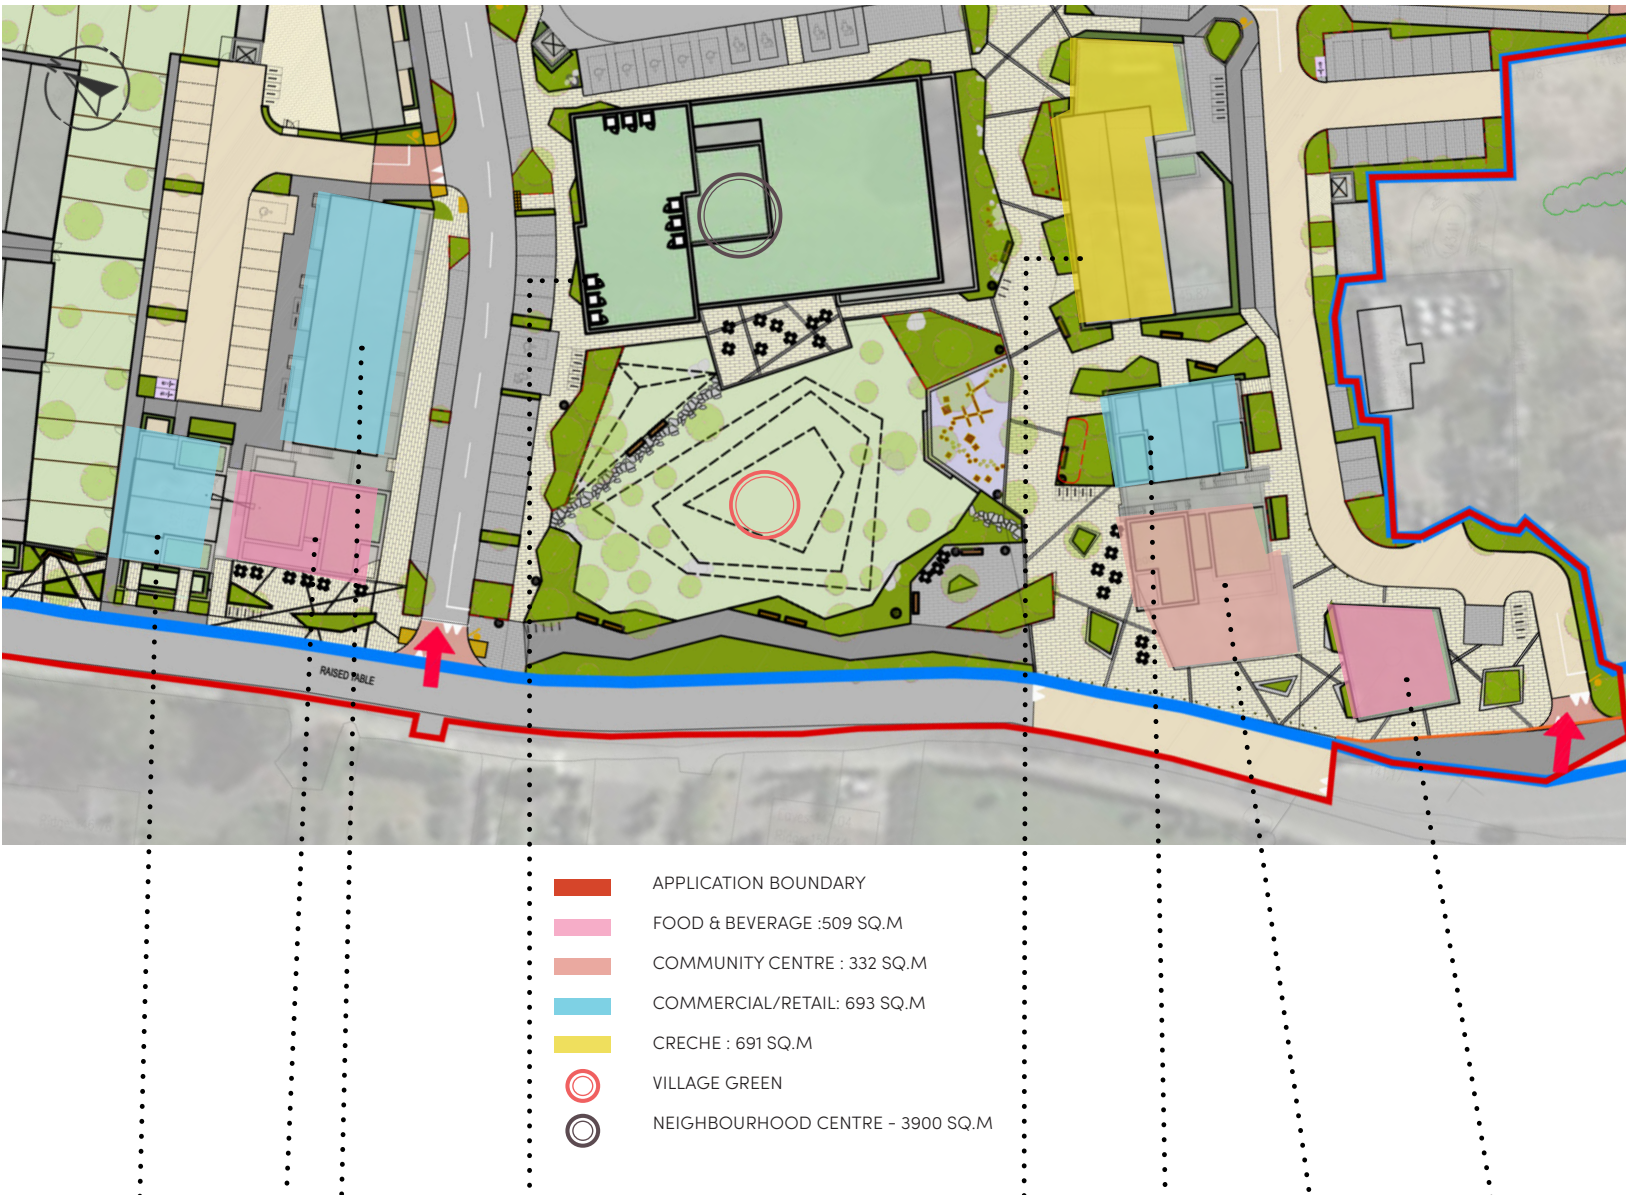 RAISED TABLE
APPLICATION BOUNDARY
FOOD & BEVERAGE :509 SQ.M
COMMUNITY CENTRE : 332 SQ.M
COMMERCIAL/RETAIL: 693 SQ.M
CRECHE : 691 SQ.M
VILLAGE GREEN
NEIGHBOURHOOD CENTRE - 3900 SQ.M